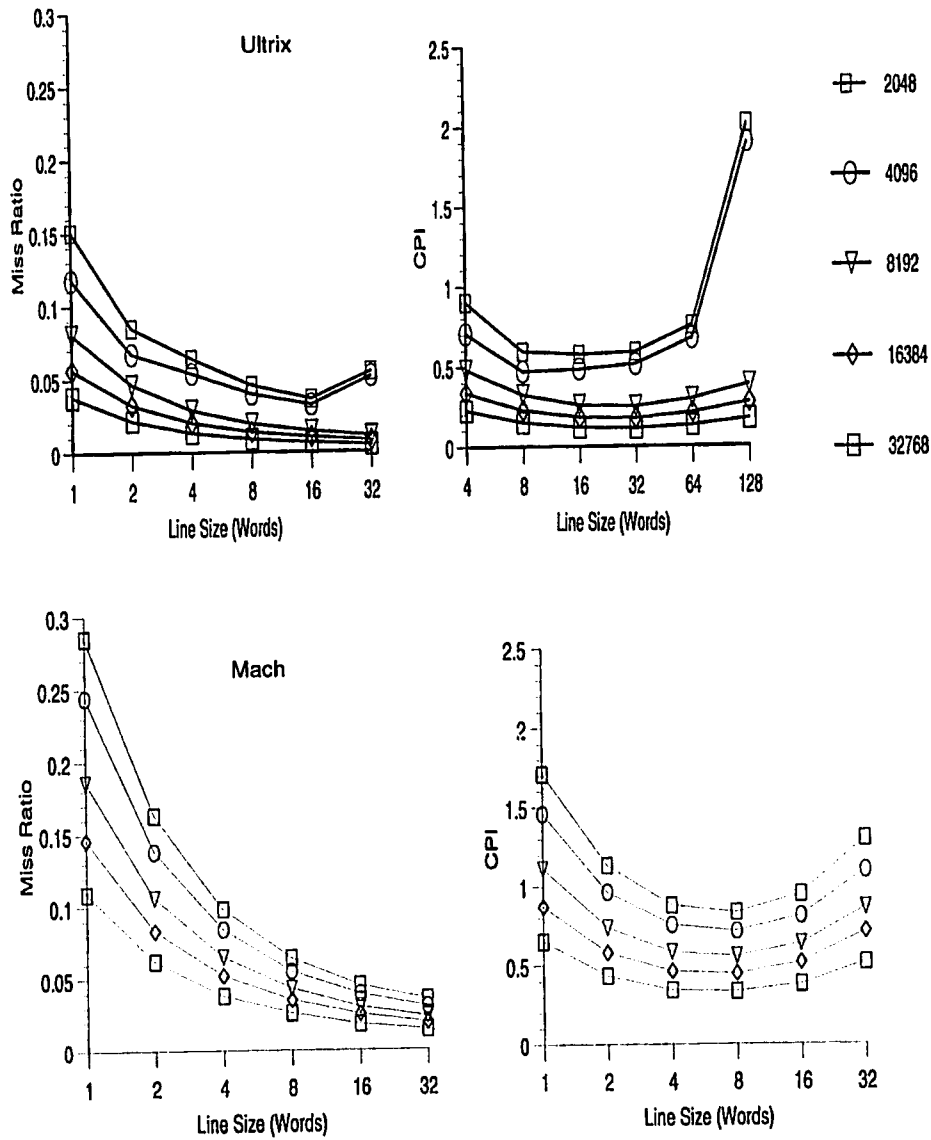 Ultrix
0.3
0.25
0.2
0.15
0.1
0.05
0
Miss Ratio
1 2 4 8 16 32
Line Size (Words)
2.5
2
1.5
1
0.5
0
CPI
4 8 16 32 64 128
Line Size (Words)
2048
4096
8192
16384
32768
Mach
0.3
0.25
0.2
0.15
0.1
0.05
0
Miss Ratio
1 2 4 8 16 32
Line Size (Words)
2.5
2
1.5
1
0.5
0
CPI
1 2 4 8 16 32
Line Size (Words)